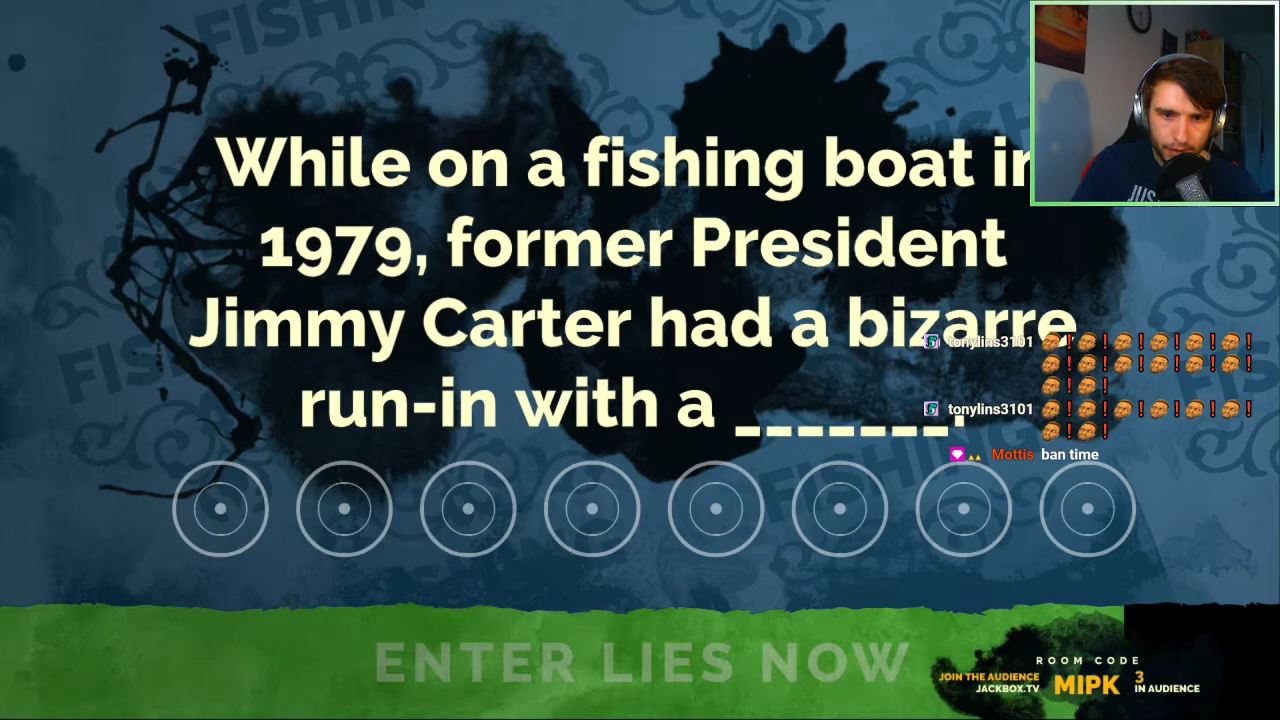 FISHING
While on a fishing boat in
1979, former President
Jimmy Carter had a bizarre
run-in with a _______.
tonylins3101
tonylins3101
Mottis ban time
ENTER LIES NOW
ROOM CODE
JOIN THE AUDIENCE
JACKBOX.TV
MIPK
3
IN AUDIENCE